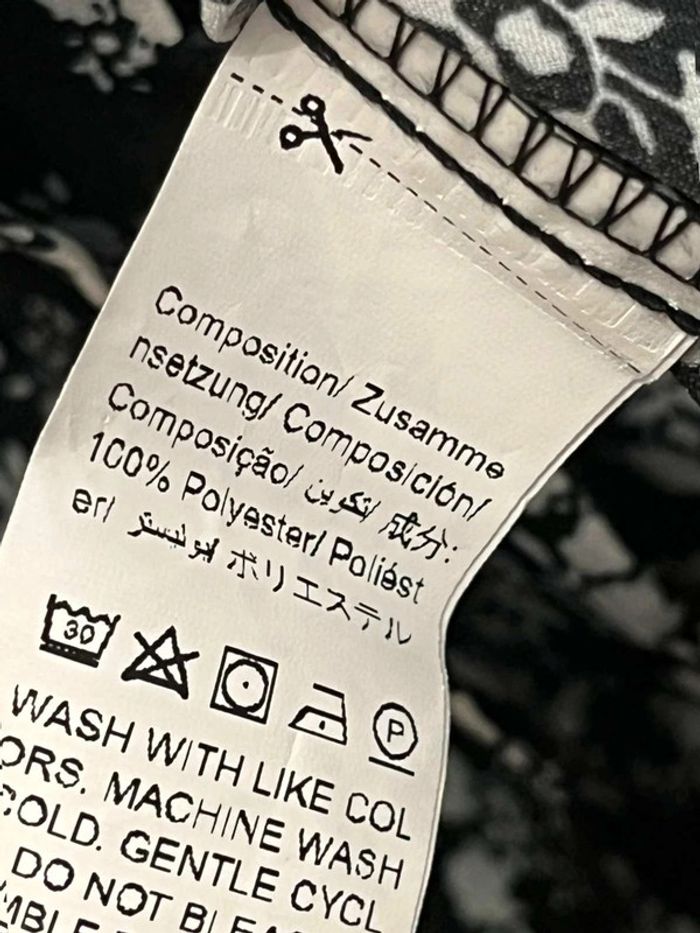 Composition/ Zusamme
nsetzung/ Composición/
Composição/ تكوين/ 成分:
100% Polyester/ Poliést
er/ بوليستر ポリエステル
30
P
WASH WITH LIKE COL
ORS. MACHINE WASH
COLD. GENTLE CYCL
DO NOT BLEA